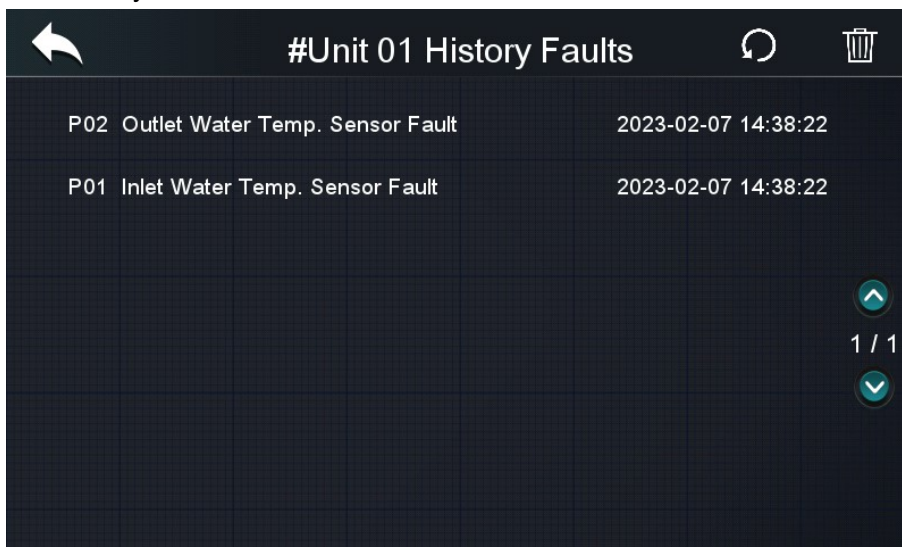 #Unit 01 History Faults
P02 Outlet Water Temp. Sensor Fault 2023-02-07 14:38:22
P01 Inlet Water Temp. Sensor Fault 2023-02-07 14:38:22
1 / 1